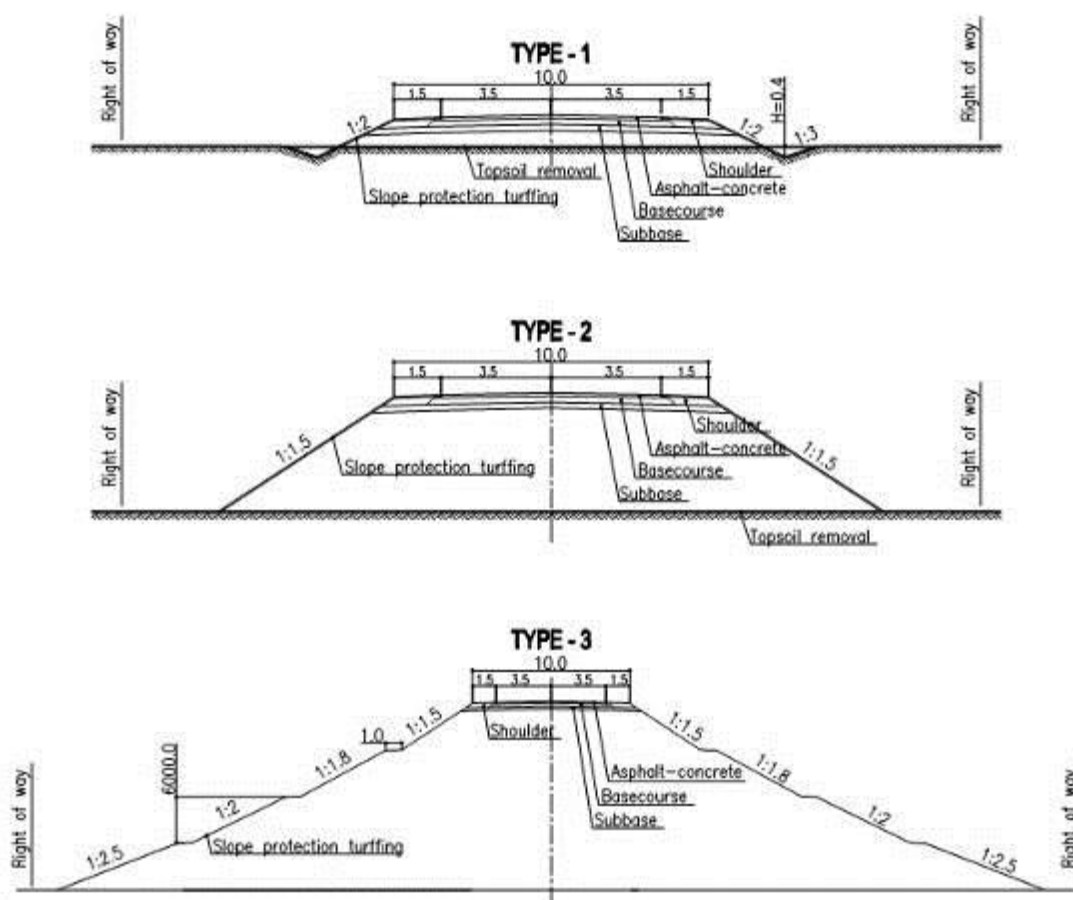 TYPE - 1
10.0
1.5 3.5 3.5 1.5
Right of way
Right of way
H=0.4
1:2
1:2
1:3
Topsoil removal
Shoulder
Slope protection turffing
Asphalt-concrete
Basecourse
Subbase
TYPE - 2
10.0
1.5 3.5 3.5 1.5
Right of way
Right of way
1:1.5
1:1.5
Shoulder
Slope protection turffing
Asphalt-concrete
Basecourse
Subbase
Topsoil removal
TYPE - 3
10.0
1.5 3.5 3.5 1.5
1:1.5
1:1.5
Shoulder
1.0
6000.0
1:1.8
1:1.8
Asphalt-concrete
Basecourse
Subbase
1:2
1:2
Slope protection turffing
Right of way
Right of way
1:2.5
1:2.5